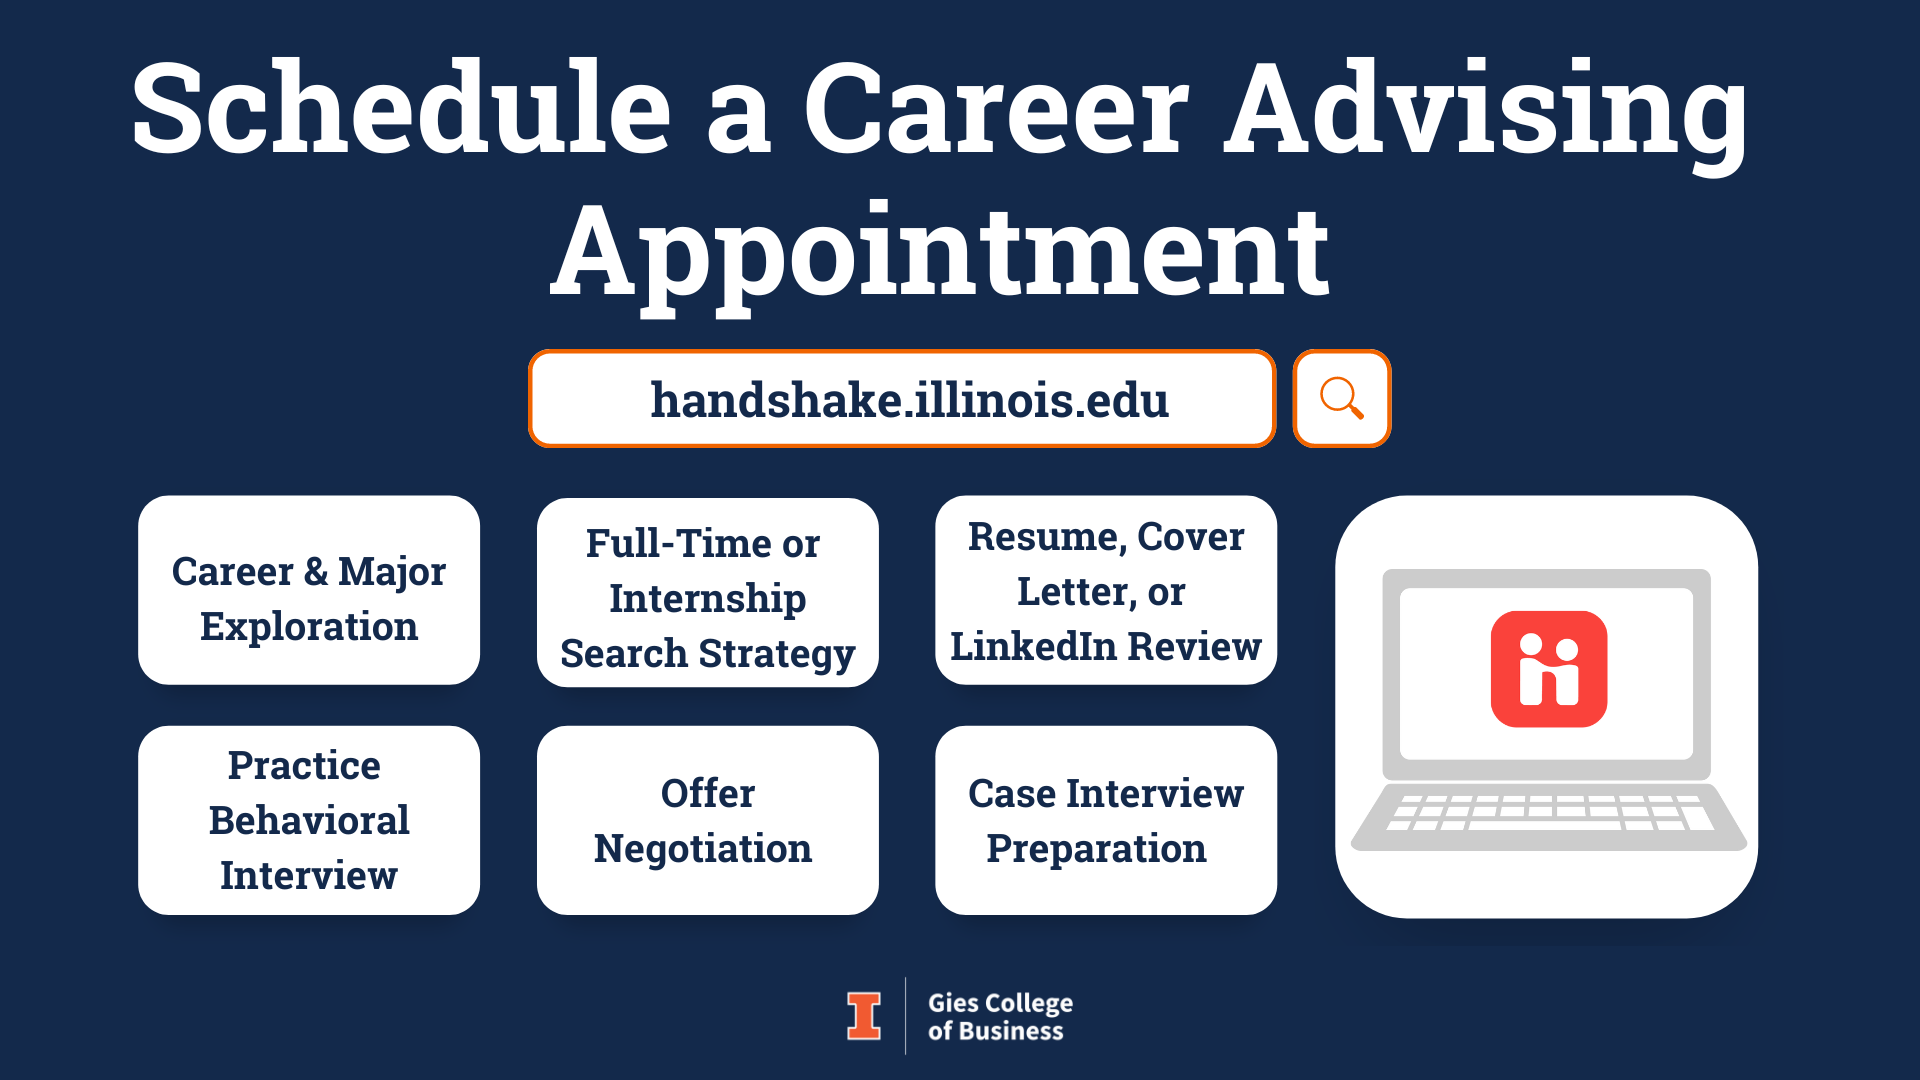 Schedule a Career Advising
Appointment
handshake.illinois.edu
Career & Major
Exploration
Full-Time or
Internship
Search Strategy
Resume, Cover
Letter, or
LinkedIn Review
Practice
Behavioral
Interview
Offer
Negotiation
Case Interview
Preparation
I
Gies College
of Business